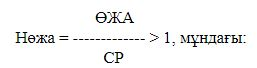 ӨЖА
Нөжа = ------------- > 1, мұндағы:
СР